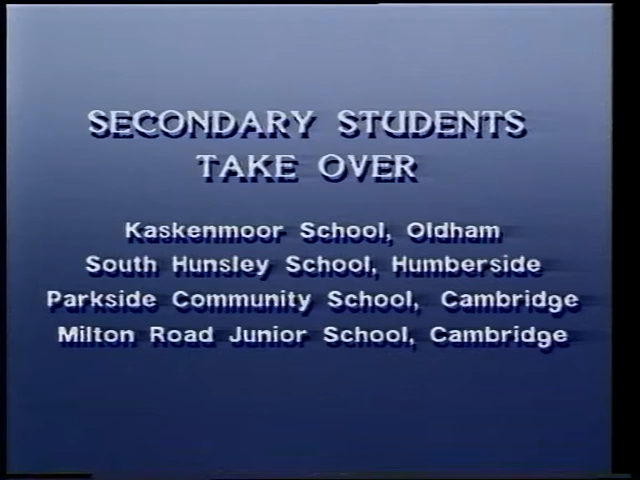 SECONDARY STUDENTS
TAKE OVER
Kaskenmoor School, Oldham
South Hunsley School, Humberside
Parkside Community School, Cambridge
Milton Road Junior School, Cambridge